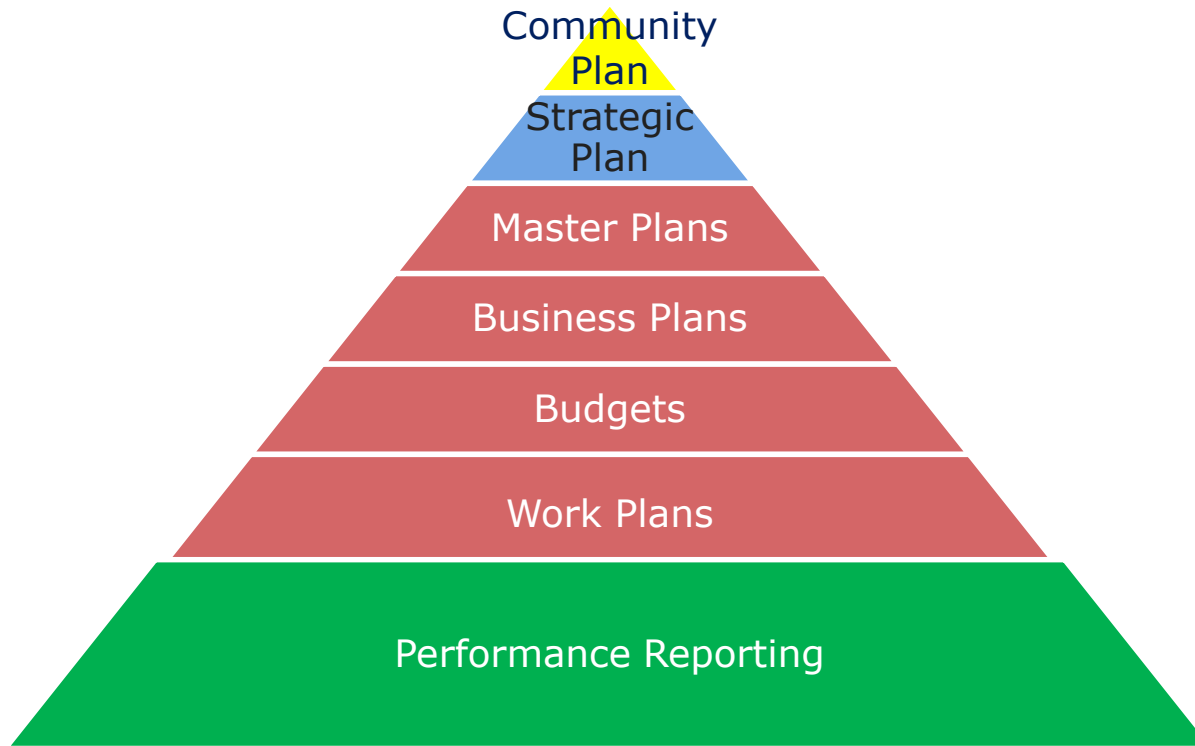 Community
Plan
Strategic
Plan
Master Plans
Business Plans
Budgets
Work Plans
Performance Reporting